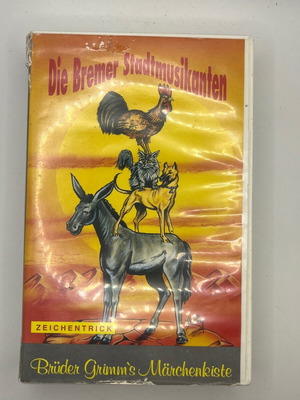 Die Bremer Stadtmusikanten
ZEICHENTRICK
Brüder Grimm's Märchenkiste